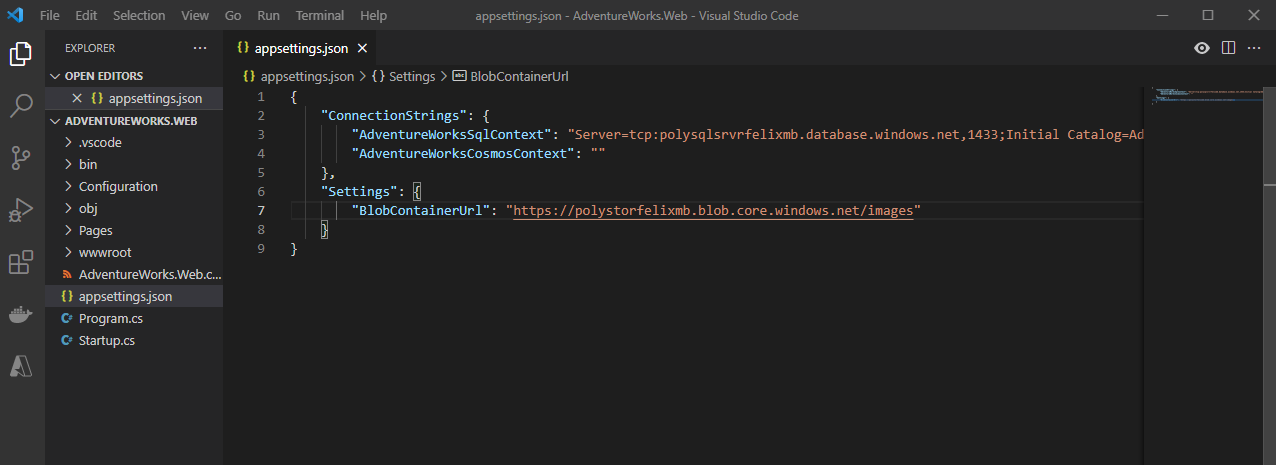 File Edit Selection View Go Run Terminal Help appsettings.json - AdventureWorks.Web - Visual Studio Code
EXPLORER ··· {} appsettings.json
OPEN EDITORS
{} appsettings.json > {} Settings > BlobContainerUrl
{} appsettings.json
ADVENTUREWORKS.WEB
.vscode
bin
Configuration
obj
Pages
wwwroot
AdventureWorks.Web.c...
{} appsettings.json
C# Program.cs
C# Startup.cs
1 {
2 "ConnectionStrings": {
3 "AdventureWorksSqlContext": "Server=tcp:polysqlsrvrfelixmb.database.windows.net,1433;Initial Catalog=Ad
4 "AdventureWorksCosmosContext": ""
5 },
6 "Settings": {
7 "BlobContainerUrl": "https://polystorfelixmb.blob.core.windows.net/images"
8 }
9 }